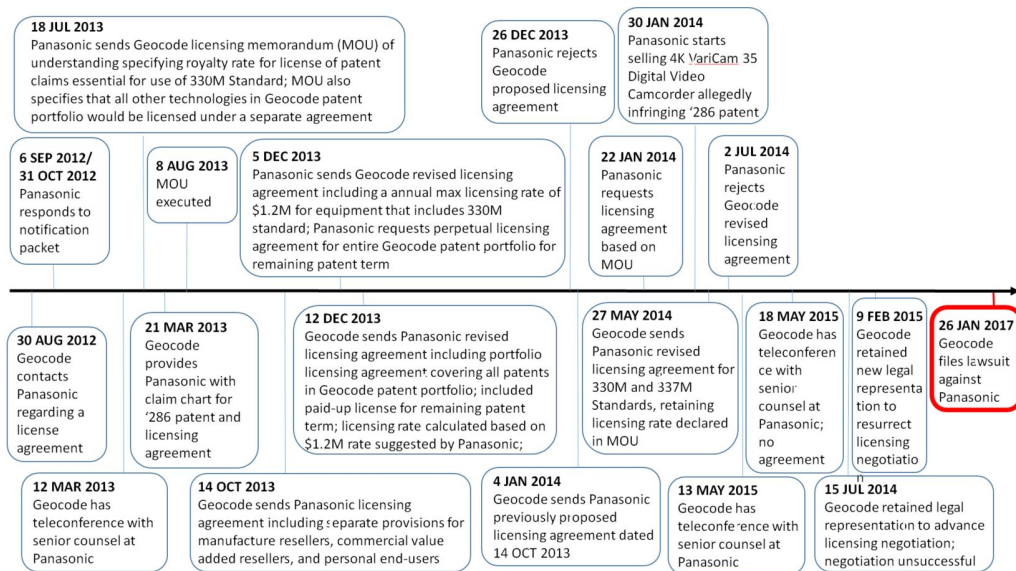 18 JUL 2013
Panasonic sends Geocode licensing memorandum (MOU) of
understanding specifying royalty rate for license of patent
claims essential for use of 330M Standard; MOU also
specifies that all other technologies in Geocode patent
portfolio would be licensed under a separate agreement
26 DEC 2013
Panasonic rejects
Geocode
proposed licensing
agreement
30 JAN 2014
Panasonic starts
selling 4K VariCam 35
Digital Video
Camcorder allegedly
infringing ‘286 patent
6 SEP 2012/
31 OCT 2012
Panasonic
responds to
notification
packet
8 AUG 2013
MOU
executed
5 DEC 2013
Panasonic sends Geocode revised licensing
agreement including a annual max licensing rate of
$1.2M for equipment that includes 330M
standard; Panasonic requests perpetual licensing
agreement for entire Geocode patent portfolio for
remaining patent term
22 JAN 2014
Panasonic
requests
licensing
agreement
based on
MOU
2 JUL 2014
Panasonic
rejects
Geocode
revised
licensing
agreement
30 AUG 2012
Geocode
contacts
Panasonic
regarding a
license
agreement
21 MAR 2013
Geocode
provides
Panasonic with
claim chart for
‘286 patent and
licensing
agreement
12 DEC 2013
Geocode sends Panasonic revised
licensing agreement including portfolio
licensing agreement covering all patents
in Geocode patent portfolio; included
paid-up license for remaining patent
term; licensing rate calculated based on
$1.2M rate suggested by Panasonic;
27 MAY 2014
Geocode sends
Panasonic revised
licensing agreement for
330M and 337M
Standards, retaining
licensing rate declared
in MOU
18 MAY 2015
Geocode has
teleconferen
ce with
senior
counsel at
Panasonic;
no
agreement
9 FEB 2015
Geocode
retained
new legal
representa
tion to
resurrect
licensing
negotiatio
n
26 JAN 2017
Geocode
files lawsuit
against
Panasonic
12 MAR 2013
Geocode has
teleconference with
senior counsel at
Panasonic
14 OCT 2013
Geocode sends Panasonic licensing
agreement including separate provisions for
manufacture resellers, commercial value
added resellers, and personal end-users
4 JAN 2014
Geocode sends Panasonic
previously proposed
licensing agreement dated
14 OCT 2013
13 MAY 2015
Geocode has
teleconference with
senior counsel at
Panasonic
15 JUL 2014
Geocode retained legal
representation to advance
licensing negotiation;
negotiation unsuccessful